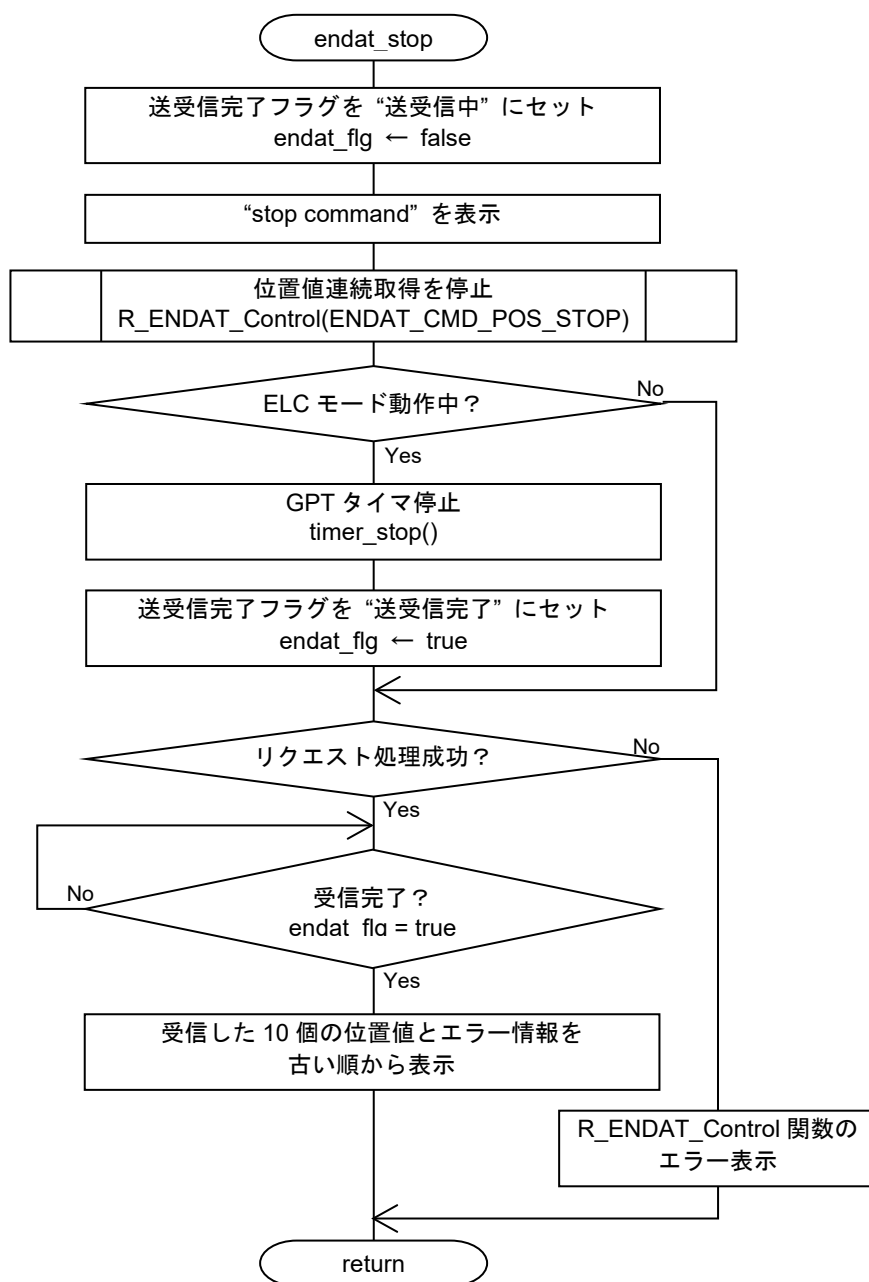 endat_stop
送受信完了フラグを “送受信中” にセット
endat_flg ← false
“stop command” を表示
位置値連続取得を停止
R_ENDAT_Control(ENDAT_CMD_POS_STOP)
ELC モード動作中？
No
Yes
GPT タイマ停止
timer_stop()
送受信完了フラグを “送受信完了” にセット
endat_flg ← true
リクエスト処理成功？
No
Yes
No
受信完了？
endat_flg = true
Yes
受信した 10 個の位置値とエラー情報を
古い順から表示
R_ENDAT_Control 関数の
エラー表示
return